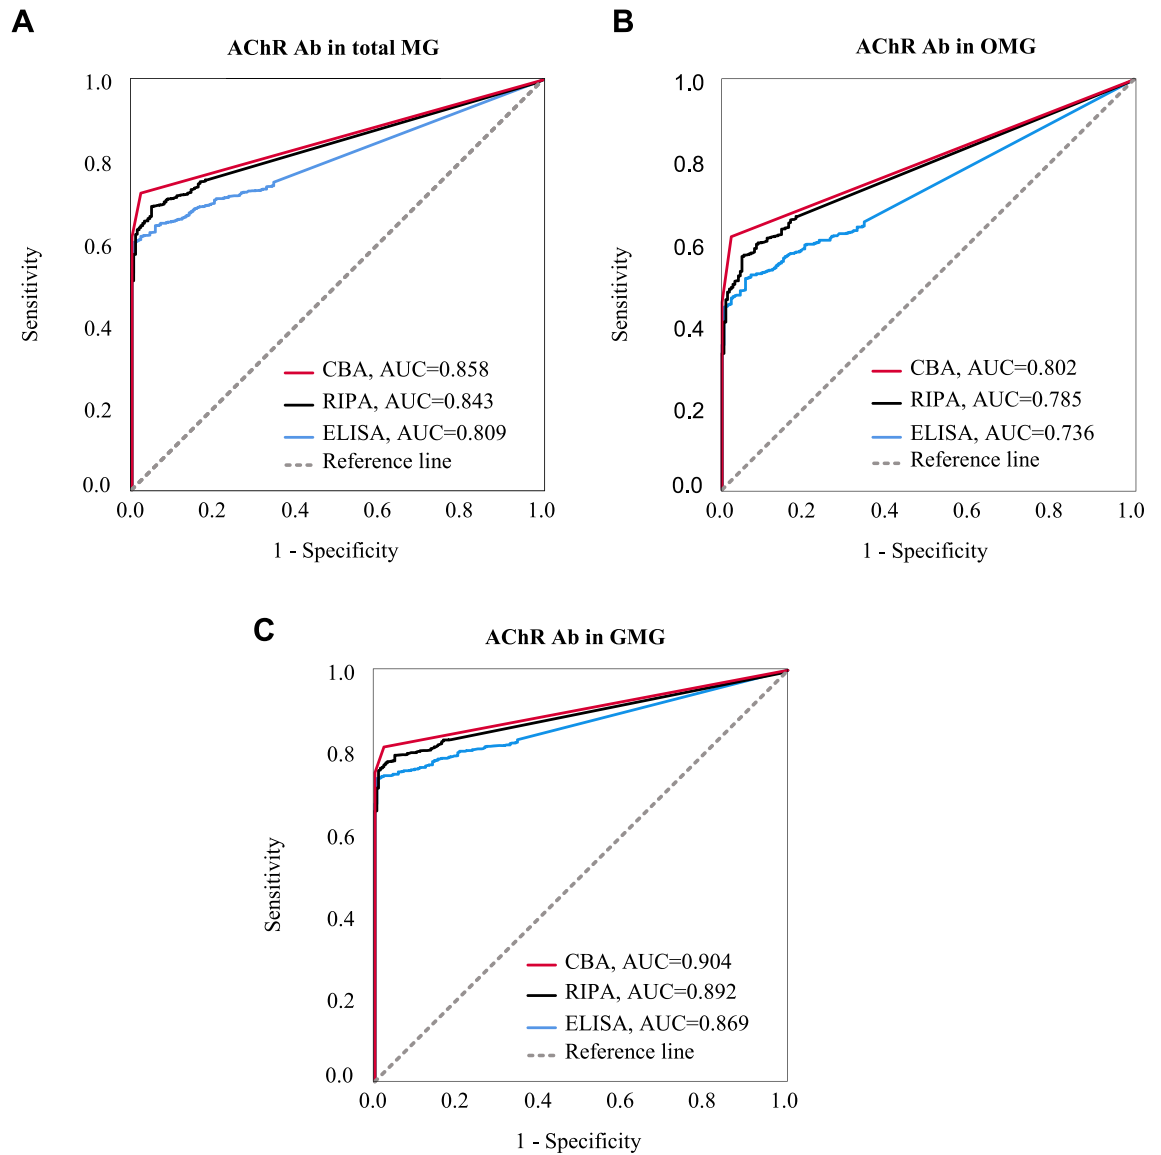 A
AChR Ab in total MG
1.0
0.8
0.6
0.4
0.2
0.0
Sensitivity
CBA, AUC=0.858
RIPA, AUC=0.843
ELISA, AUC=0.809
Reference line
0.0 0.2 0.4 0.6 0.8 1.0
1 - Specificity
B
AChR Ab in OMG
1.0
0.8
0.6
0.4
0.2
0.0
Sensitivity
CBA, AUC=0.802
RIPA, AUC=0.785
ELISA, AUC=0.736
Reference line
0.0 0.2 0.4 0.6 0.8 1.0
1 - Specificity
C
AChR Ab in GMG
1.0
0.8
0.6
0.4
0.2
0.0
Sensitivity
CBA, AUC=0.904
RIPA, AUC=0.892
ELISA, AUC=0.869
Reference line
0.0 0.2 0.4 0.6 0.8 1.0
1 - Specificity